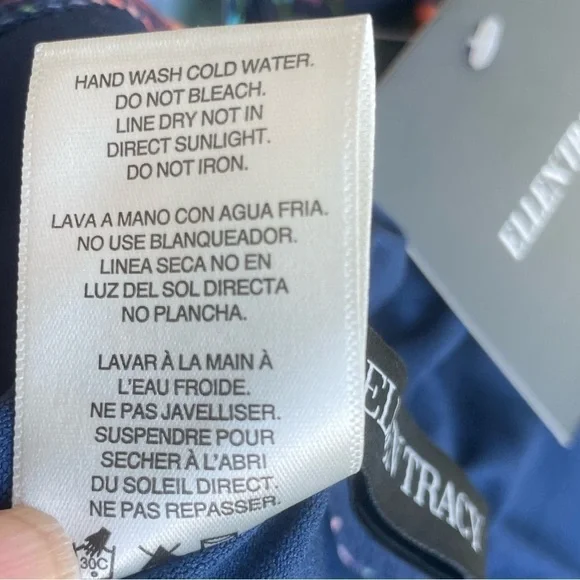 HAND WASH COLD WATER.
DO NOT BLEACH.
LINE DRY NOT IN
DIRECT SUNLIGHT.
DO NOT IRON.
LAVA A MANO CON AGUA FRIA.
NO USE BLANQUEADOR.
LINEA SECA NO EN
LUZ DEL SOL DIRECTA
NO PLANCHA.
LAVAR À LA MAIN À
L'EAU FROIDE.
NE PAS JAVELLISER.
SUSPENDRE POUR
SECHER À L'ABRI
DU SOLEIL DIRECT.
NE PAS REPASSER.
30C
ELLEN
TRACY